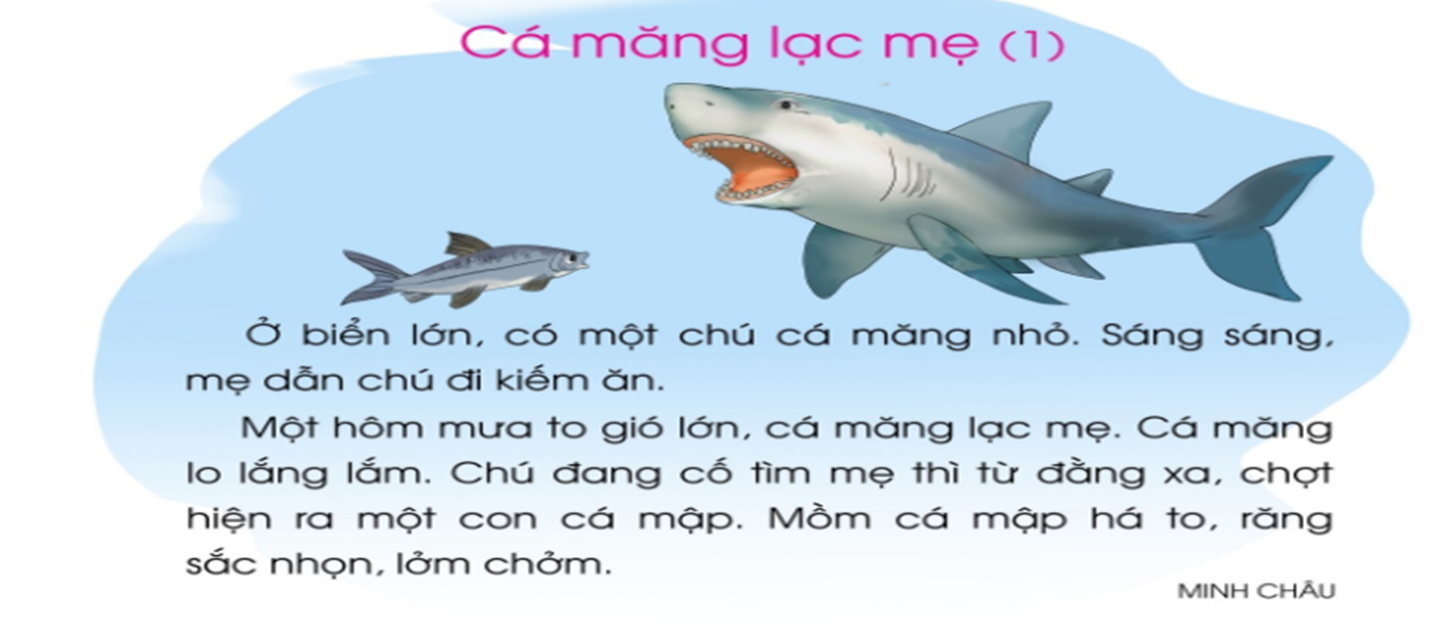 Cá măng lạc mẹ (1)
Ở biển lớn, có một chú cá măng nhỏ. Sáng sáng,
mẹ dẫn chú đi kiếm ăn.
Một hôm mưa to gió lớn, cá măng lạc mẹ. Cá măng
lo lắng lắm. Chú đang cố tìm mẹ thì từ đằng xa, chợt
hiện ra một con cá mập. Mồm cá mập há to, răng
sắc nhọn, lởm chởm.
MINH CHÂU